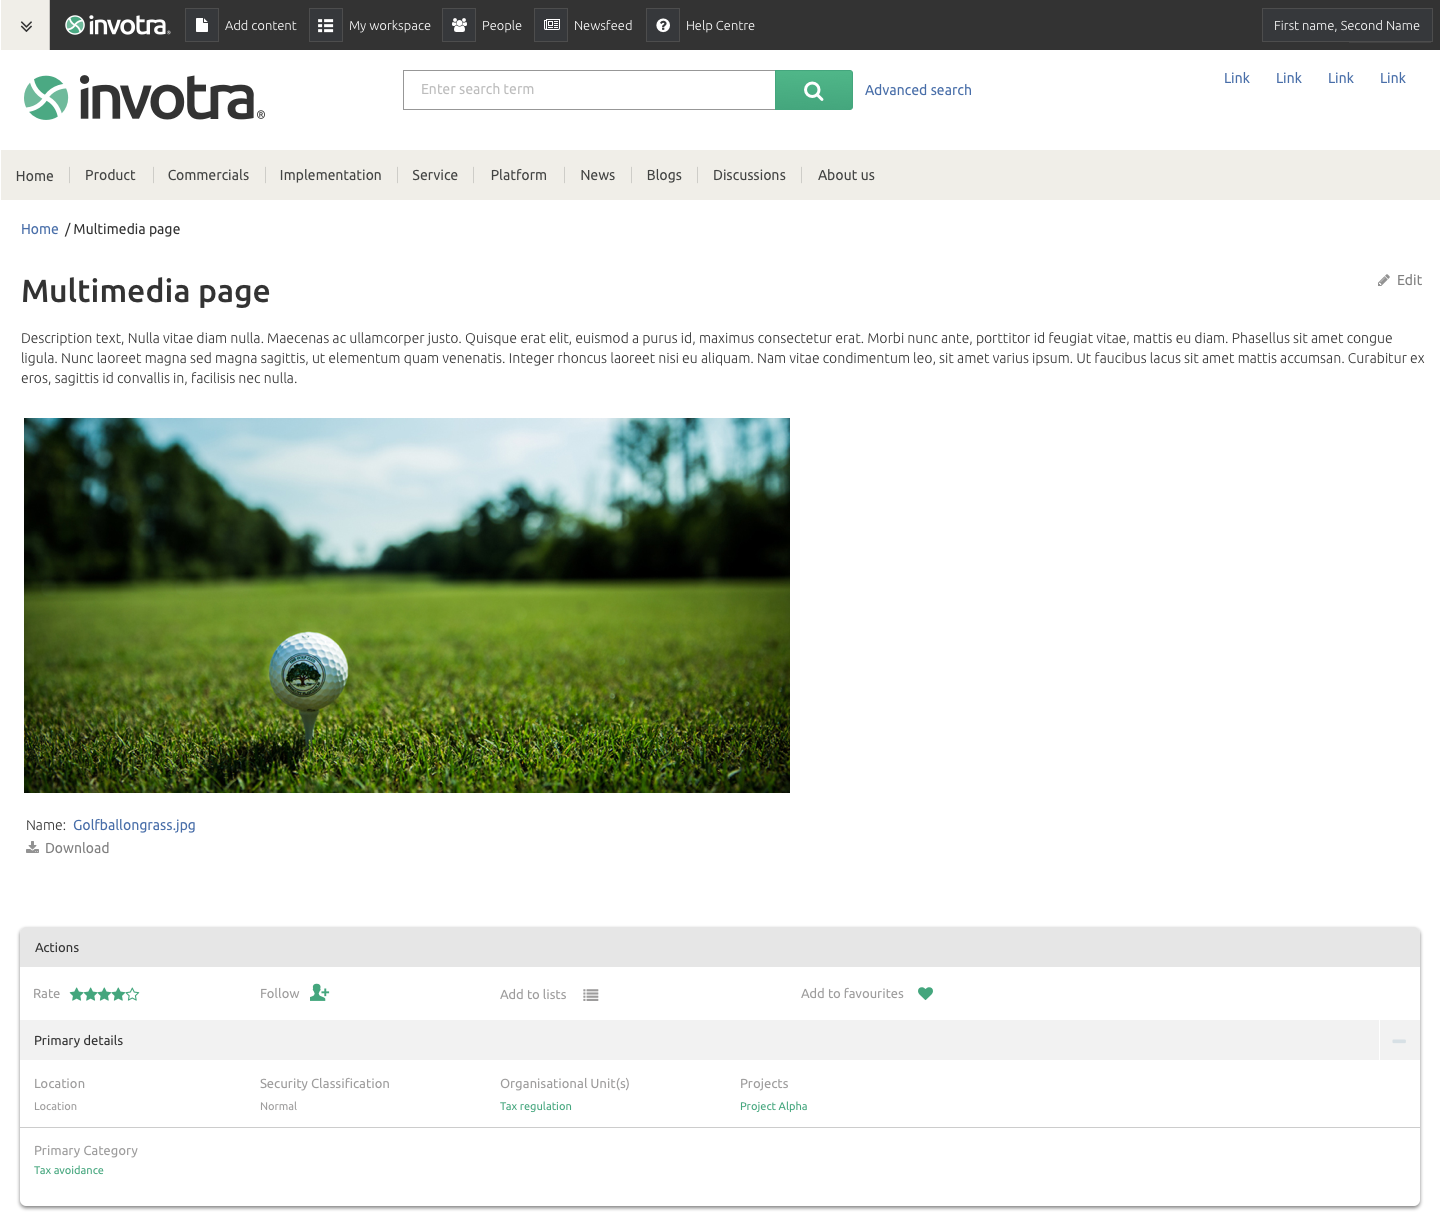 invotra
Add content
My workspace
People
Newsfeed
Help Centre
First name, Second Name
invotra®
Enter search term
Advanced search
Link
Link
Link
Link
Home
Product
Commercials
Implementation
Service
Platform
News
Blogs
Discussions
About us
Home / Multimedia page
Multimedia page
Edit
Description text, Nulla vitae diam nulla. Maecenas ac ullamcorper justo. Quisque erat elit, euismod a purus id, maximus consectetur erat. Morbi nunc ante, porttitor id feugiat vitae, mattis eu diam. Phasellus sit amet congue
ligula. Nunc laoreet magna sed magna sagittis, ut elementum quam venenatis. Integer rhoncus laoreet nisi eu aliquam. Nam vitae condimentum leo, sit amet varius ipsum. Ut faucibus lacus sit amet mattis accumsan. Curabitur ex
eros, sagittis id convallis in, facilisis nec nulla.
Name: Golfballongrass.jpg
Download
Actions
Rate
Follow
Add to lists
Add to favourites
Primary details
Location
Security Classification
Organisational Unit(s)
Projects
Location
Normal
Tax regulation
Project Alpha
Primary Category
Tax avoidance